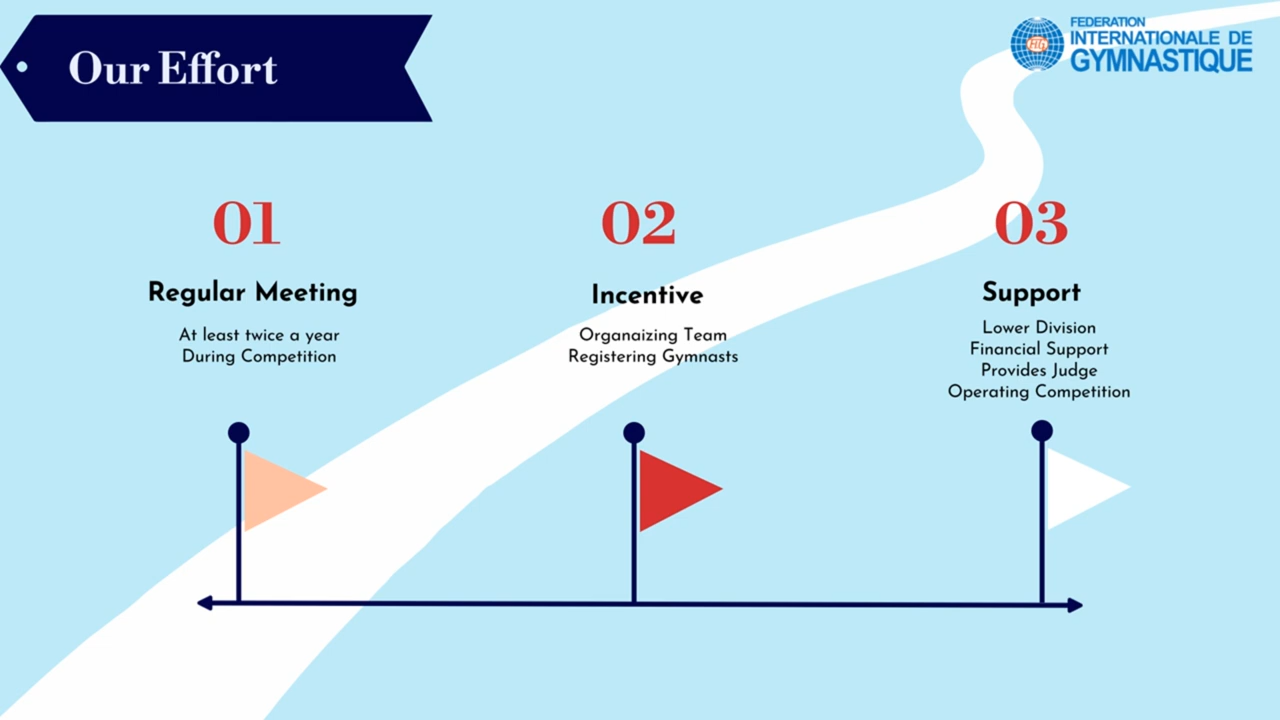 Our Effort
FEDERATION
INTERNATIONALE DE
GYMNASTIQUE
FIG
01
Regular Meeting
At least twice a year
During Competition
02
Incentive
Organaizing Team
Registering Gymnasts
03
Support
Lower Division
Financial Support
Provides Judge
Operating Competition